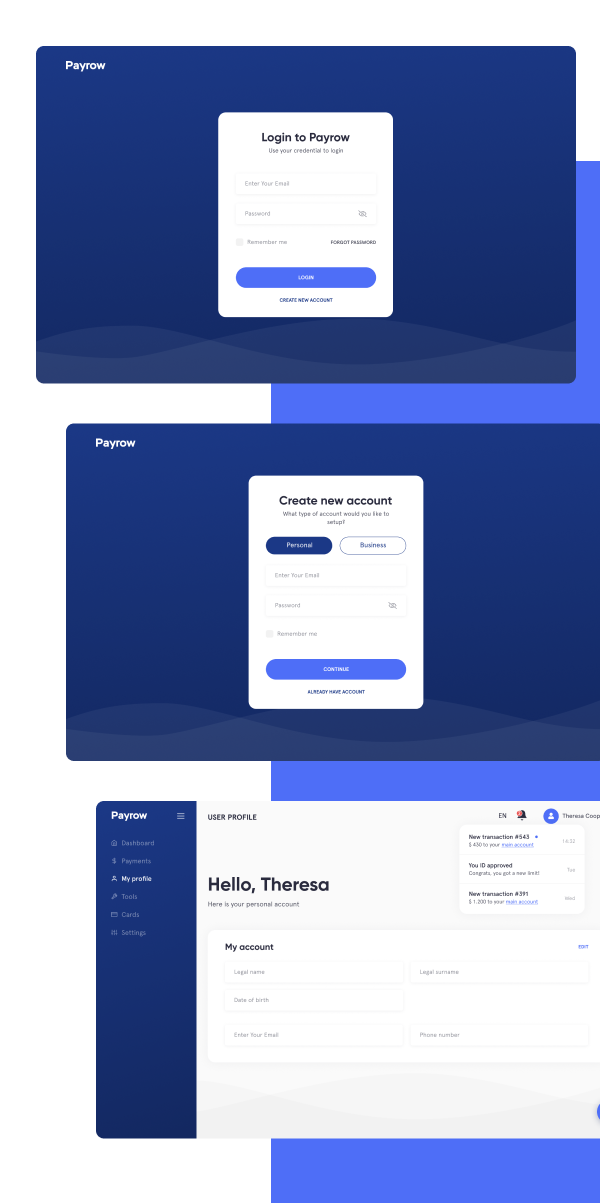 Payrow
Login to Payrow
Use your credential to login
Enter Your Email
Password
Remember me
FORGOT PASSWORD
LOGIN
CREATE NEW ACCOUNT
Payrow
Create new account
What type of account would you like to
setup?
Personal
Business
Enter Your Email
Password
Remember me
CONTINUE
ALREADY HAVE ACCOUNT
Payrow
Dashboard
Payments
My profile
Tools
Cards
Settings
USER PROFILE
EN
Theresa Coop
New transaction #543
$ 430 to your main account
14:32
You ID approved
Congrats, you got a new limit!
Tue
New transaction #391
$ 1,200 to your main account
Wed
Hello, Theresa
Here is your personal account
My account
EDIT
Legal name
Legal surname
Date of birth
Enter Your Email
Phone number